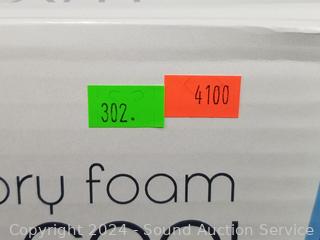 302.
4100
ory foam
Copyright 2024 - Sound Auction Service